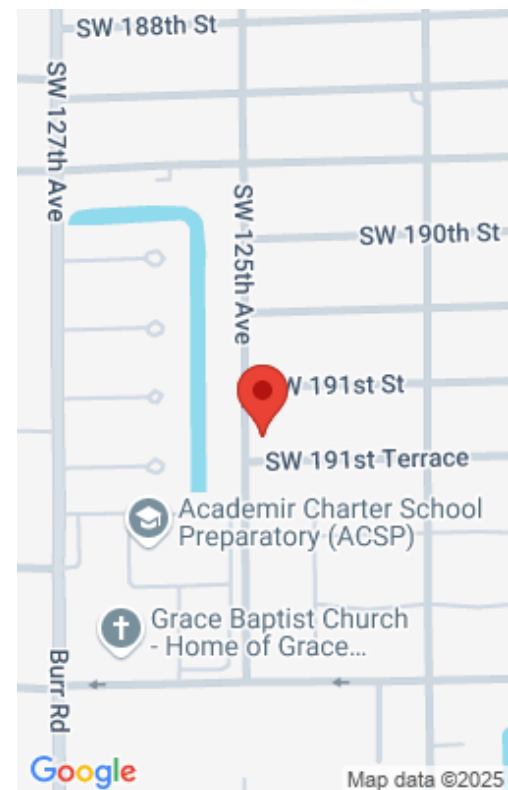 SW 188th St
SW 127th Ave
SW 125th Ave
SW 190th St
W 191st St
SW 191st Terrace
Academir Charter School
Preparatory (ACSP)
Grace Baptist Church
- Home of Grace...
Burr Rd
Google
Map data ©2025